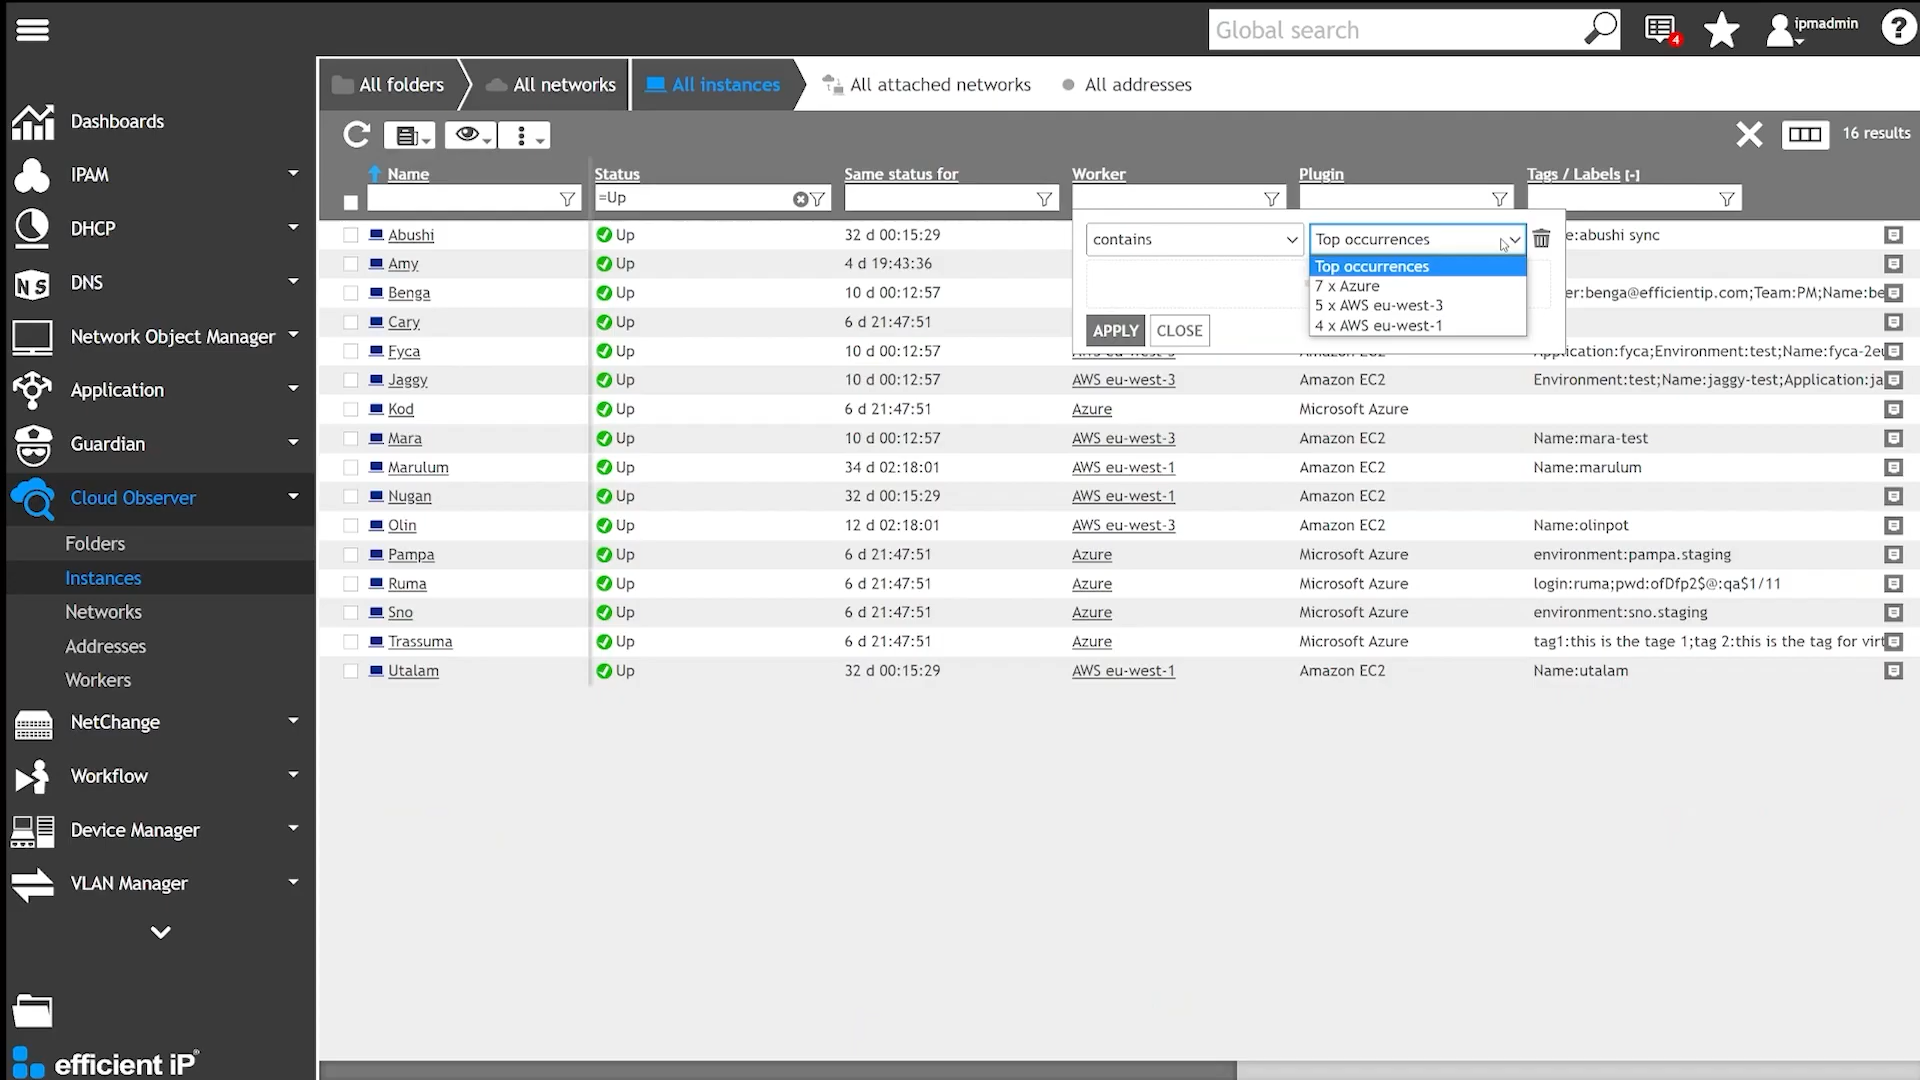 Global search
4
ipmadmin
?
All folders
All networks
All instances
All attached networks
All addresses
16 results
Name
Status
Same status for
Worker
Plugin
Tags / Labels [-]
=Up
contains
Top occurrences
Top occurrences
7 x Azure
5 x AWS eu-west-3
4 x AWS eu-west-1
APPLY
CLOSE
Abushi Up 32 d 00:15:29 e:abushi sync
Amy Up 4 d 19:43:36
Benga Up 10 d 00:12:57 er:benga@efficientip.com;Team:PM;Name:be
Cary Up 6 d 21:47:51
Fyca Up 10 d 00:12:57 AWS eu-west-3 Amazon EC2 Application:fyca;Environment:test;Name:fyca-2eu
Jaggy Up 10 d 00:12:57 AWS eu-west-3 Amazon EC2 Environment:test;Name:jaggy-test;Application:ja
Kod Up 6 d 21:47:51 Azure Microsoft Azure
Mara Up 10 d 00:12:57 AWS eu-west-3 Amazon EC2 Name:mara-test
Marulum Up 34 d 02:18:01 AWS eu-west-1 Amazon EC2 Name:marulum
Nugan Up 32 d 00:15:29 AWS eu-west-1 Amazon EC2
Olin Up 12 d 02:18:01 AWS eu-west-3 Amazon EC2 Name:olinpot
Pampa Up 6 d 21:47:51 Azure Microsoft Azure environment:pampa.staging
Ruma Up 6 d 21:47:51 Azure Microsoft Azure login:ruma;pwd:ofDfp2$@:qa$1/11
Sno Up 6 d 21:47:51 Azure Microsoft Azure environment:sno.staging
Trassuma Up 6 d 21:47:51 Azure Microsoft Azure tag1:this is the tage 1;tag 2:this is the tag for virt
Utalam Up 32 d 00:15:29 AWS eu-west-1 Amazon EC2 Name:utalam
Dashboards
IPAM
DHCP
NS
DNS
Network Object Manager
Application
Guardian
Cloud Observer
Folders
Instances
Networks
Addresses
Workers
NetChange
Workflow
Device Manager
VLAN Manager
efficient iP®